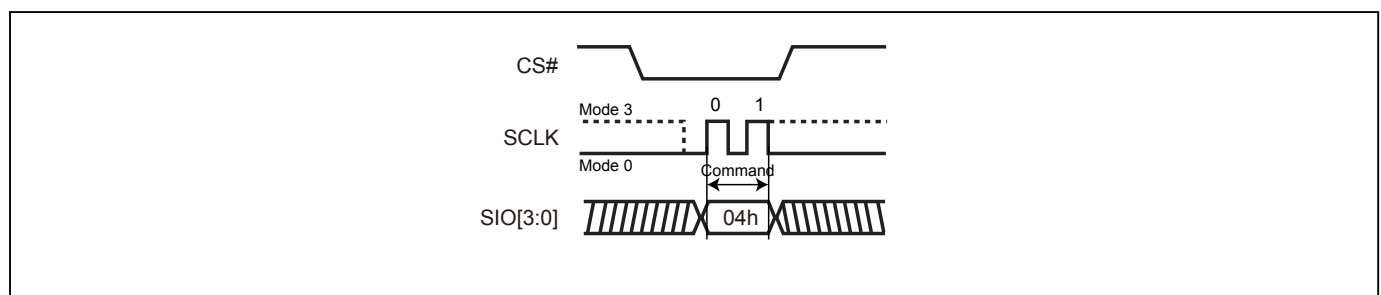 CS#
Mode 3 0 1
SCLK
Mode 0 Command
SIO[3:0] 04h